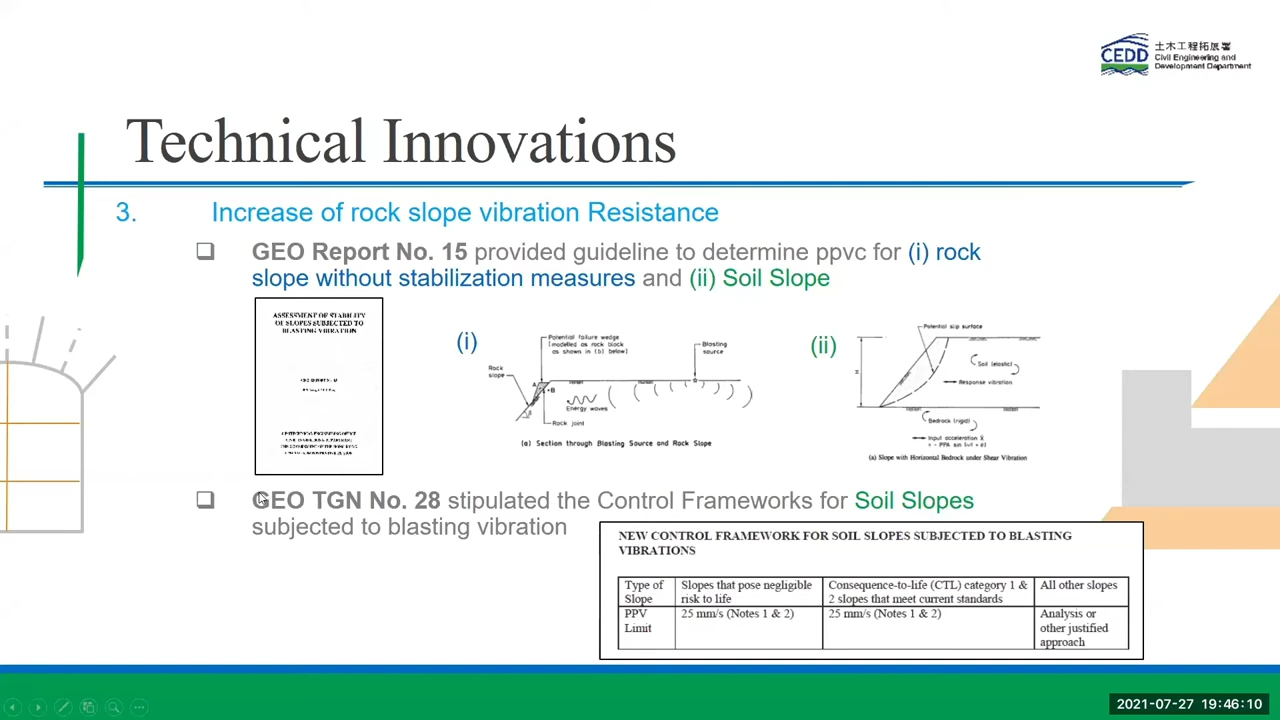 CEDD
土木工程拓展署
Civil Engineering and
Development Department
Technical Innovations
3. Increase of rock slope vibration Resistance
GEO Report No. 15 provided guideline to determine ppvc for (i) rock
slope without stabilization measures and (ii) Soil Slope
ASSESSMENT OF STABILITY
OF SLOPES SUBJECTED TO
BLASTING VIBRATION
(i)
Potential failure wedge
(modelled as rock block
as shown in (b) below)
Blasting
source
Rock
slope
A
B
Energy waves
Rock joint
(a) Section through Blasting Source and Rock Slope
(ii)
Potential slip surface
H
Soil (elastic)
Response vibration
Bedrock (rigid)
Input acceleration Ẍ
(a) Slope with Horizontal Bedrock under Shear Vibration
GEO TGN No. 28 stipulated the Control Frameworks for Soil Slopes
subjected to blasting vibration
NEW CONTROL FRAMEWORK FOR SOIL SLOPES SUBJECTED TO BLASTING
VIBRATIONS
Type of Slope
Slopes that pose negligible risk to life
Consequence-to-life (CTL) category 1 & 2 slopes that meet current standards
All other slopes
PPV Limit
25 mm/s (Notes 1 & 2)
25 mm/s (Notes 1 & 2)
Analysis or other justified approach
2021-07-27 19:46:10